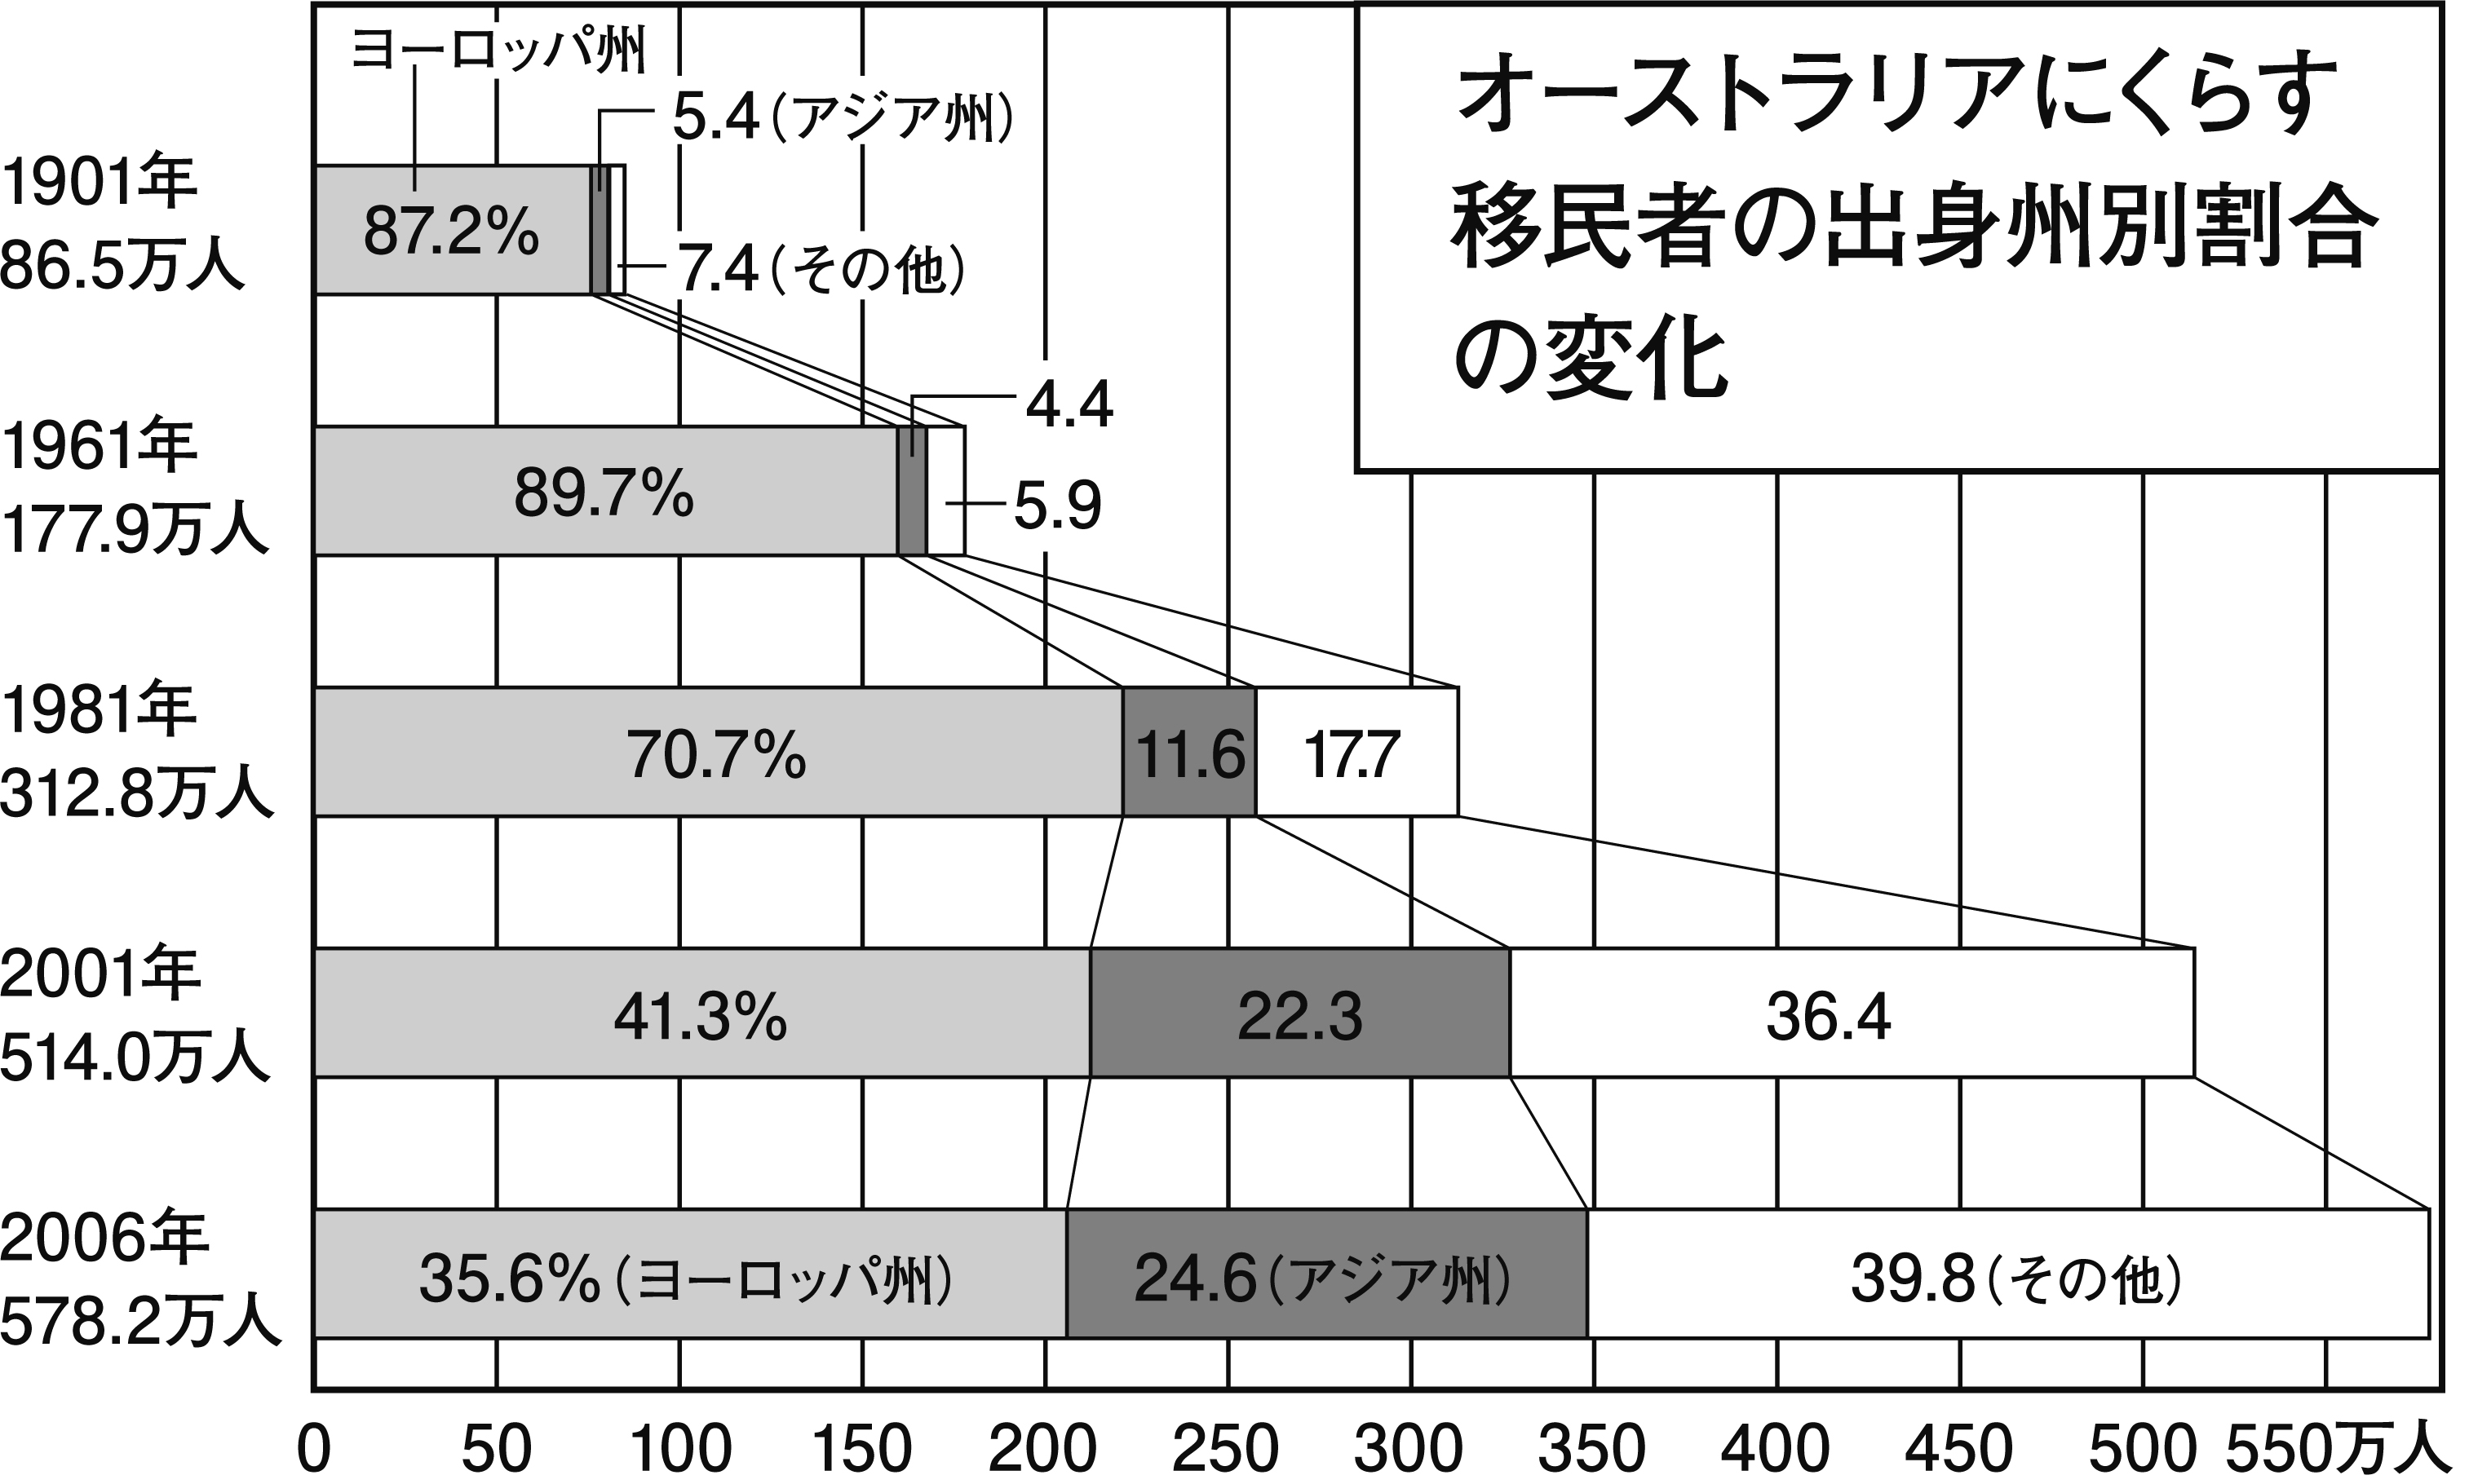 オーストラリアにくらす
移民者の出身州別割合
の変化
ヨーロッパ州
5.4(アジア州)
1901年
86.5万人
87.2%
7.4(その他)
4.4
1961年
177.9万人
89.7%
5.9
1981年
312.8万人
70.7%
11.6
17.7
2001年
514.0万人
41.3%
22.3
36.4
2006年
578.2万人
35.6%(ヨーロッパ州)
24.6(アジア州)
39.8(その他)
0 50 100 150 200 250 300 350 400 450 500 550万人